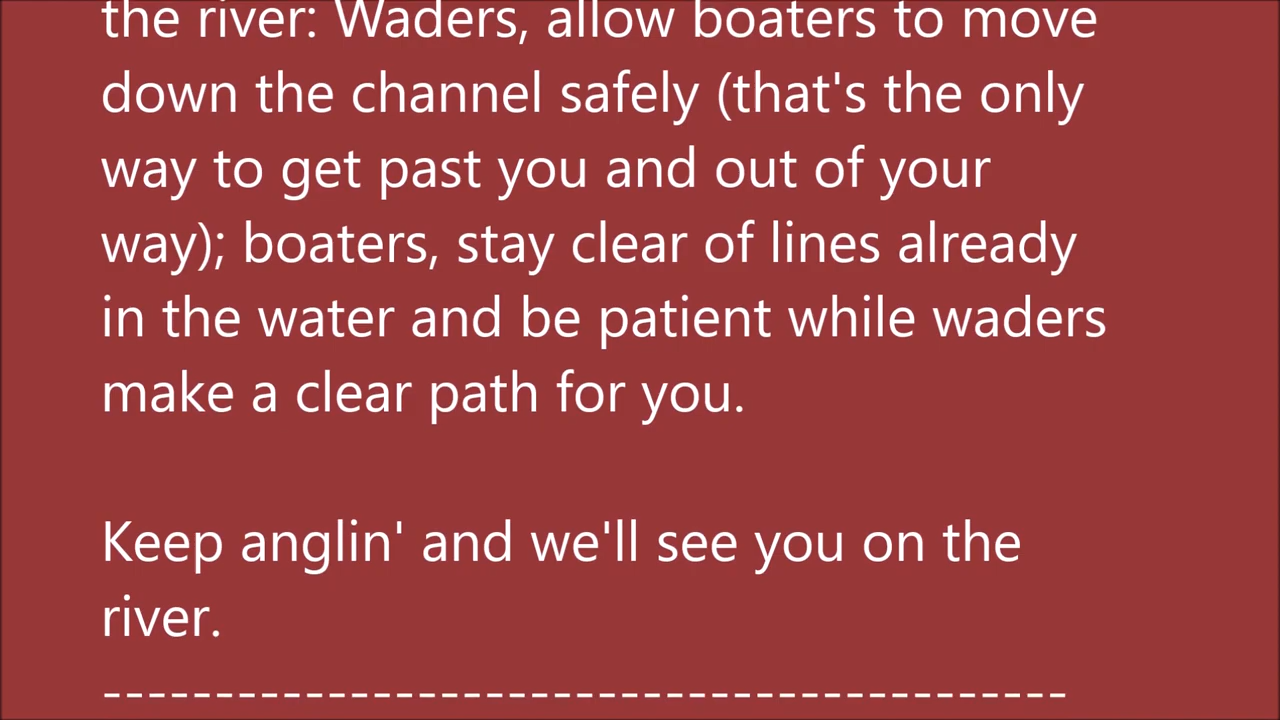 the river: Waders, allow boaters to move
down the channel safely (that's the only
way to get past you and out of your
way); boaters, stay clear of lines already
in the water and be patient while waders
make a clear path for you.
Keep anglin' and we'll see you on the
river.
-------------------------------------------